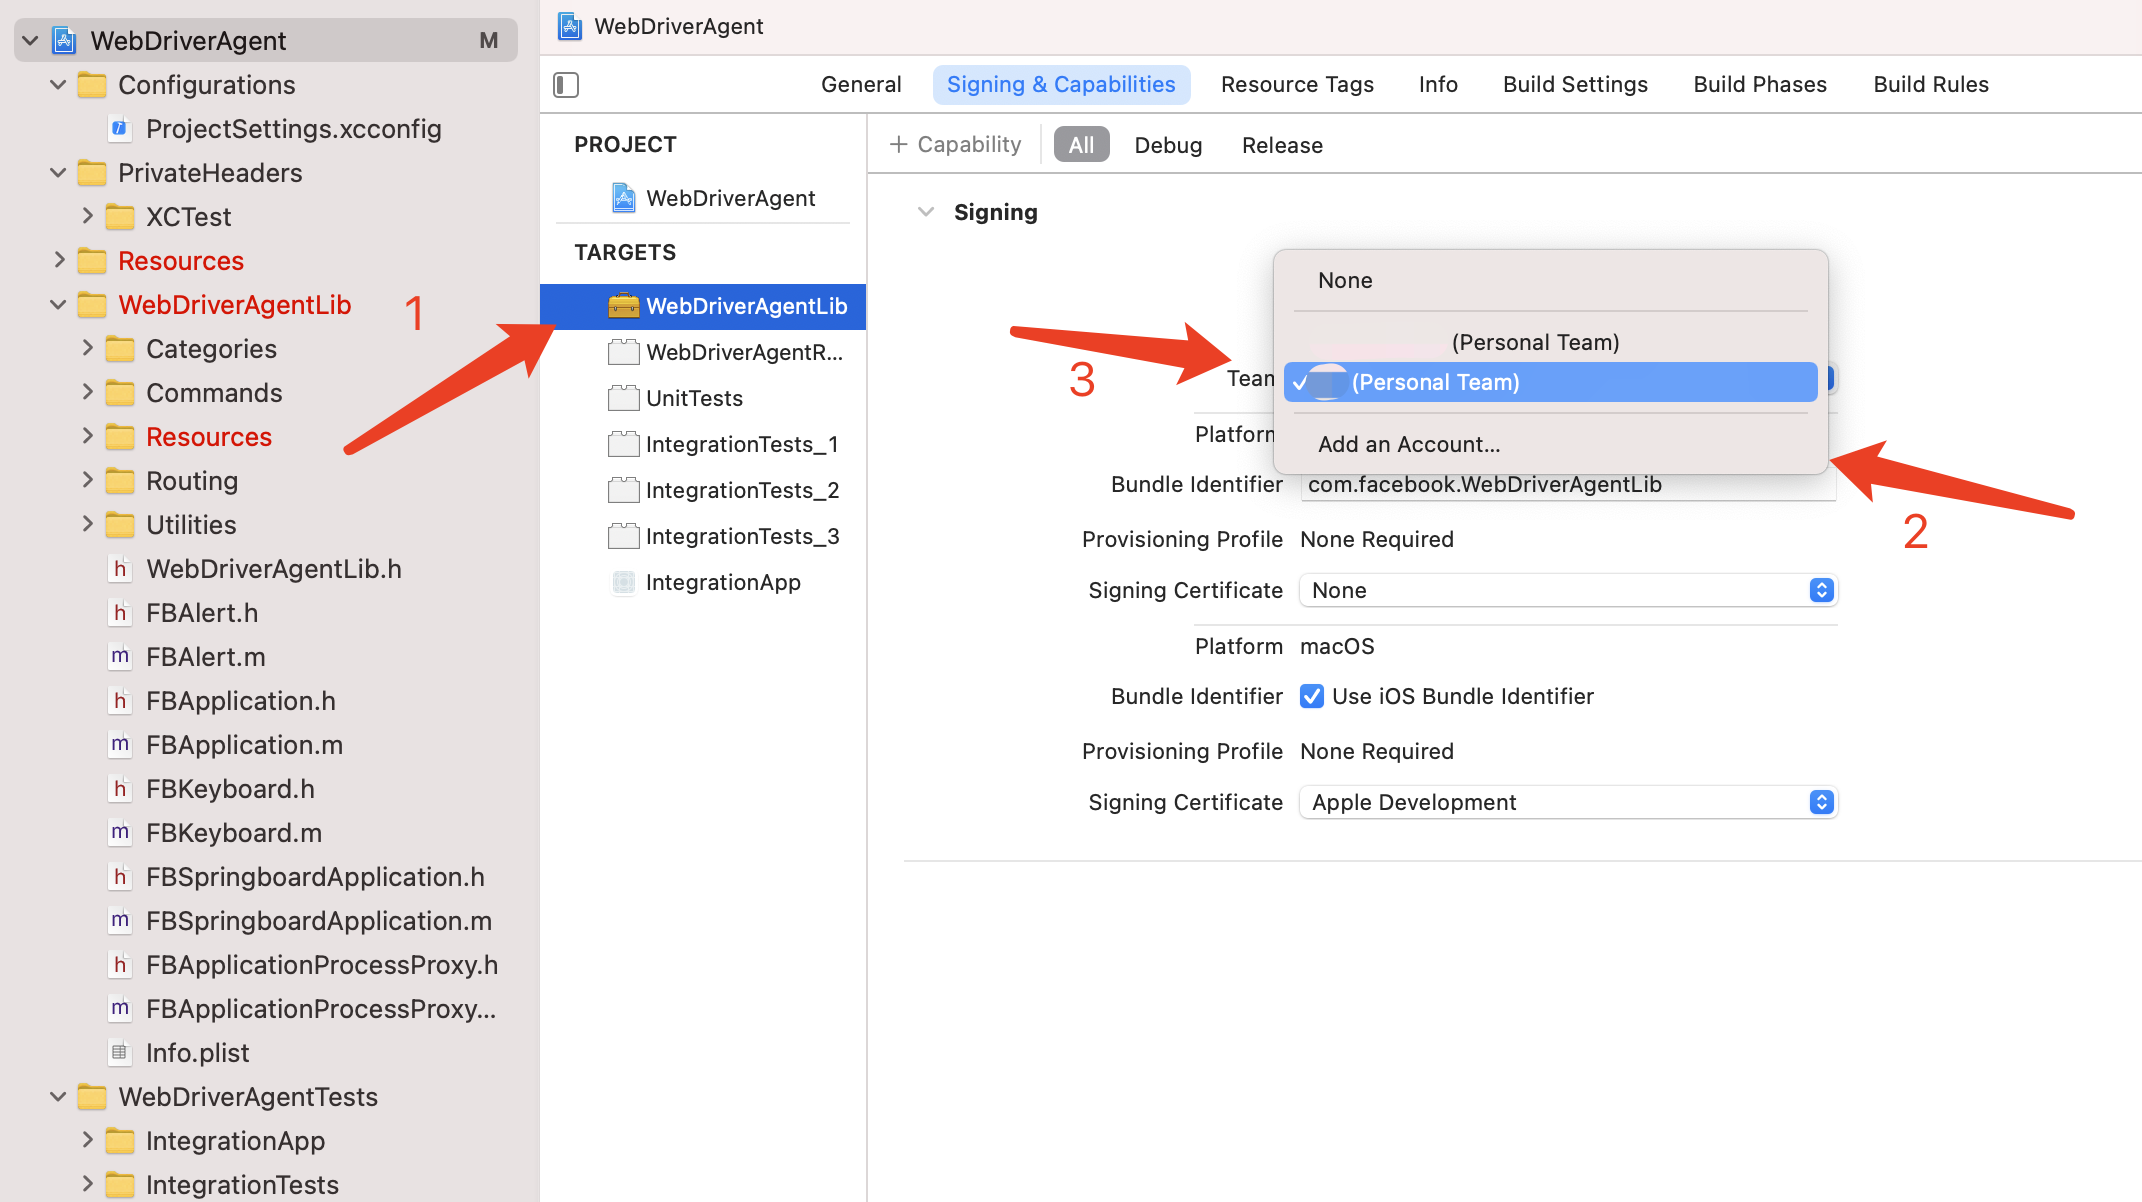 WebDriverAgent M
Configurations
ProjectSettings.xcconfig
PrivateHeaders
XCTest
Resources
WebDriverAgentLib
Categories
Commands
Resources
Routing
Utilities
h WebDriverAgentLib.h
h FBAlert.h
m FBAlert.m
h FBApplication.h
m FBApplication.m
h FBKeyboard.h
m FBKeyboard.m
h FBSpringboardApplication.h
m FBSpringboardApplication.m
h FBApplicationProcessProxy.h
m FBApplicationProcessProxy...
Info.plist
WebDriverAgentTests
IntegrationApp
IntegrationTests
1
WebDriverAgent
General Signing & Capabilities Resource Tags Info Build Settings Build Phases Build Rules
PROJECT
WebDriverAgent
TARGETS
WebDriverAgentLib
WebDriverAgentR...
UnitTests
IntegrationTests_1
IntegrationTests_2
IntegrationTests_3
IntegrationApp
+ Capability All Debug Release
Signing
None
(Personal Team)
3
Team
(Personal Team)
Add an Account...
Platform
2
Bundle Identifier com.facebook.WebDriverAgentLib
Provisioning Profile None Required
Signing Certificate None
Platform macOS
Bundle Identifier Use iOS Bundle Identifier
Provisioning Profile None Required
Signing Certificate Apple Development